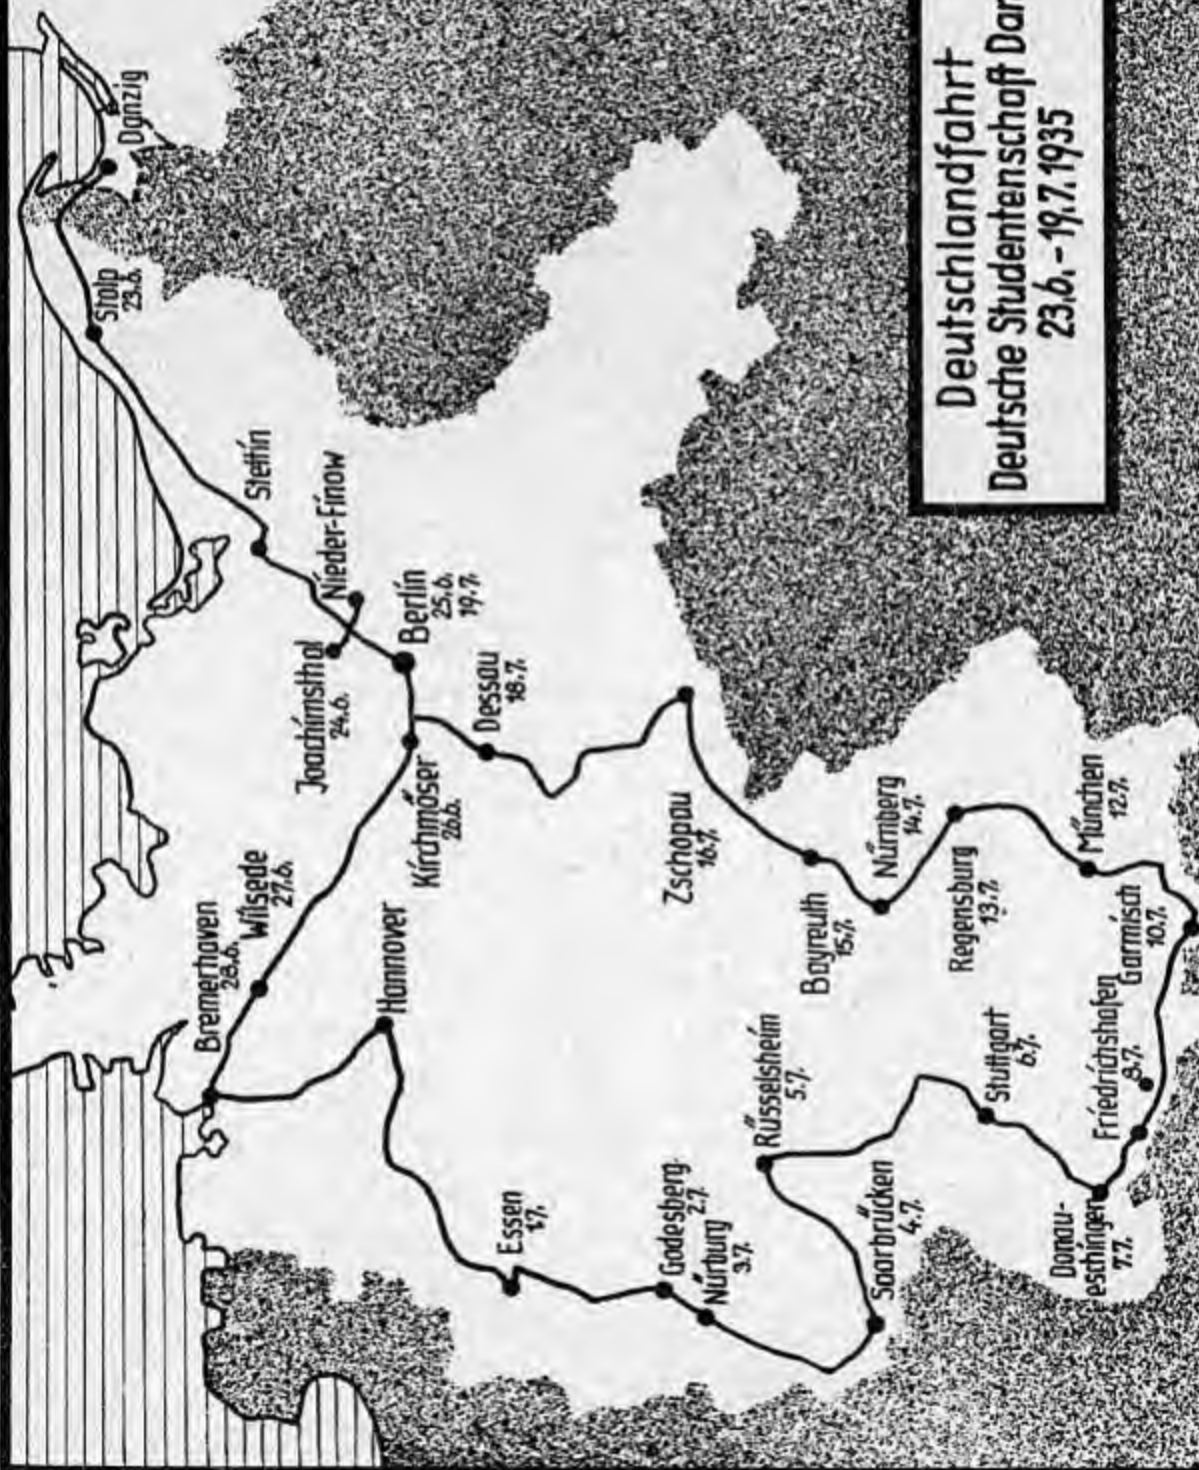 Danzig
Stolp
23.6.
Stettin
Nieder-Finow
Joachimsthal
24.6.
Berlin
25.6.
19.7.
Dessau
18.7.
Kirchmöser
26.6.
Wilsede
27.6.
Bremerhaven
28.6.
Hannover
Essen
1.7.
Godesberg
2.7.
Nürburg
3.7.
Saarbrücken
4.7.
Rüsselsheim
5.7.
Stuttgart
6.7.
Donau-
eschingen
7.7.
Friedrichshafen
8.7.
Garmisch
10.7.
München
12.7.
Regensburg
13.7.
Nürnberg
14.7.
Bayreuth
15.7.
Zschopau
16.7.
Deutschlandfahrt
Deutsche Studentenschaft
23.6.-19.7.1935